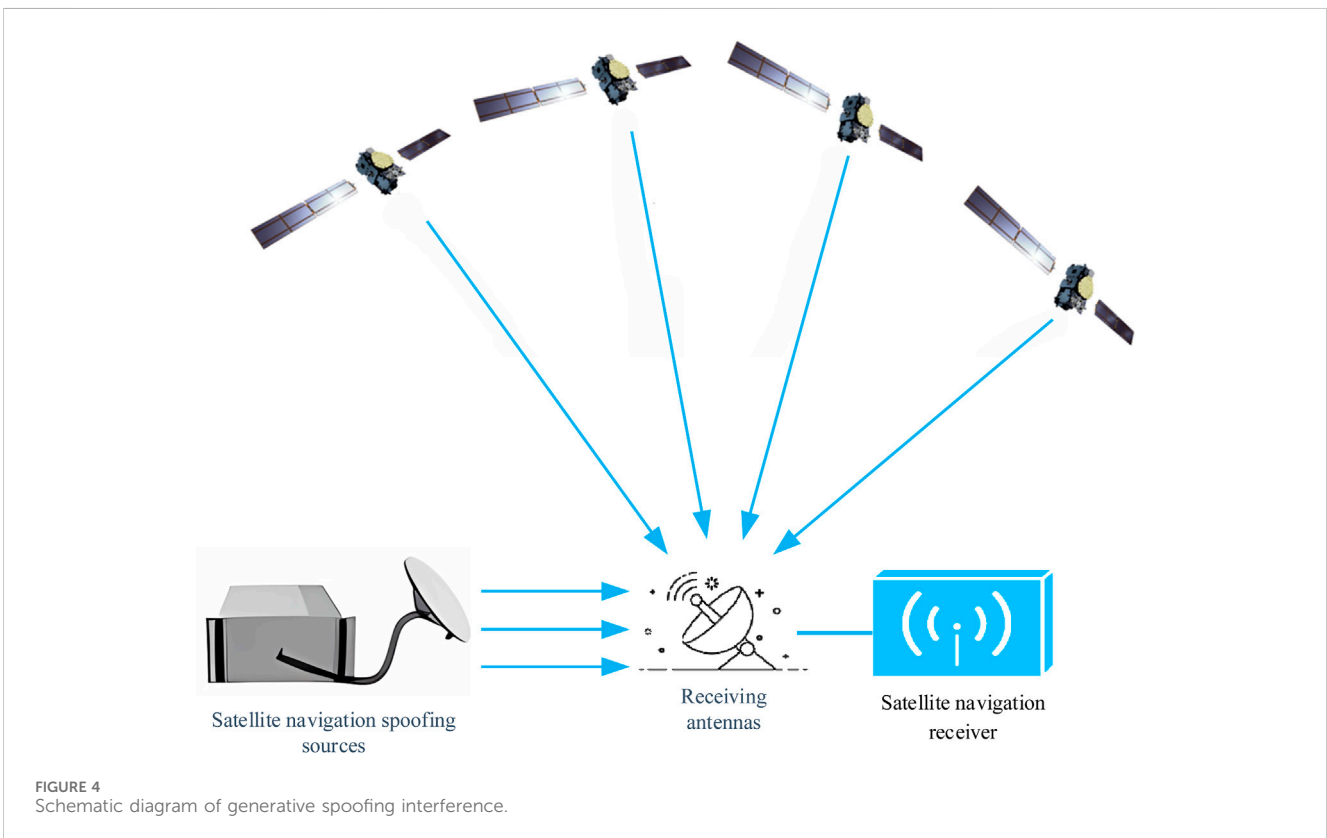 Satellite navigation spoofing
sources
Receiving
antennas
Satellite navigation
receiver
FIGURE 4
Schematic diagram of generative spoofing interference.